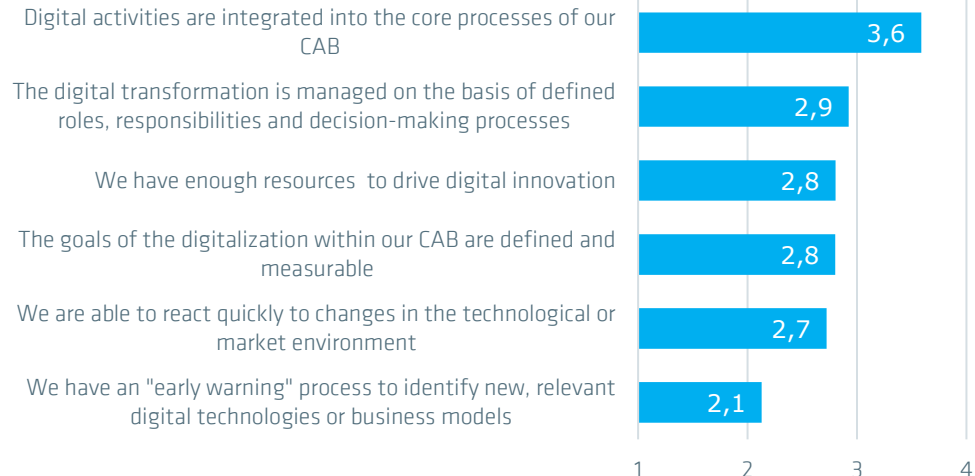 Digital activities are integrated into the core processes of our
CAB
3,6
The digital transformation is managed on the basis of defined
roles, responsibilities and decision-making processes
2,9
We have enough resources  to drive digital innovation
2,8
The goals of the digitalization within our CAB are defined and
measurable
2,8
We are able to react quickly to changes in the technological or
market environment
2,7
We have an "early warning" process to identify new, relevant
digital technologies or business models
2,1
1 2 3 4